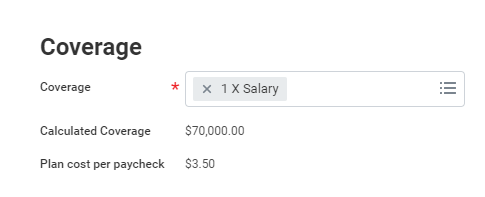 Coverage
Coverage * × 1 X Salary
Calculated Coverage $70,000.00
Plan cost per paycheck $3.50